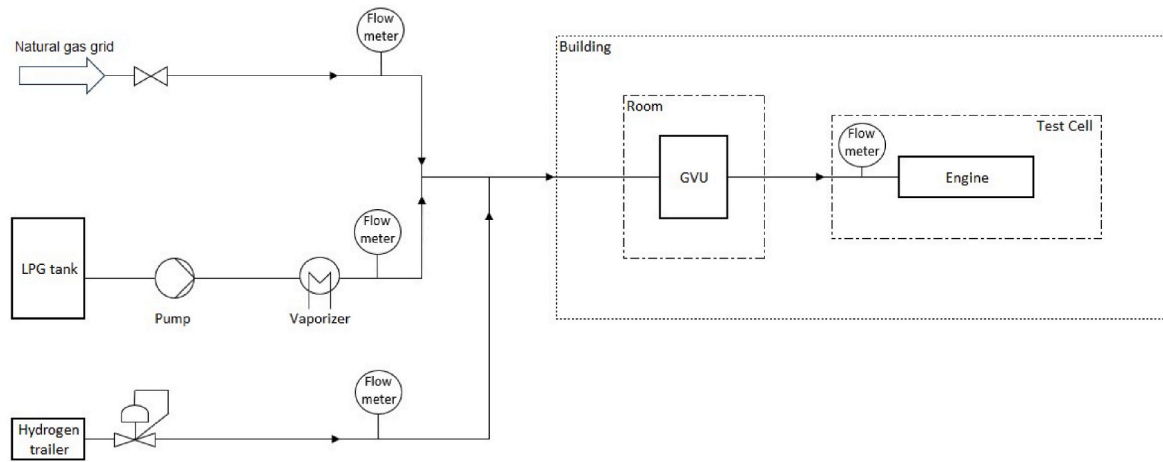 Flow
meter
Natural gas grid
Building
Room
Test Cell
Flow
meter
GVU
Engine
Flow
meter
LPG tank
Pump
Vaporizer
Flow
meter
Hydrogen
trailer